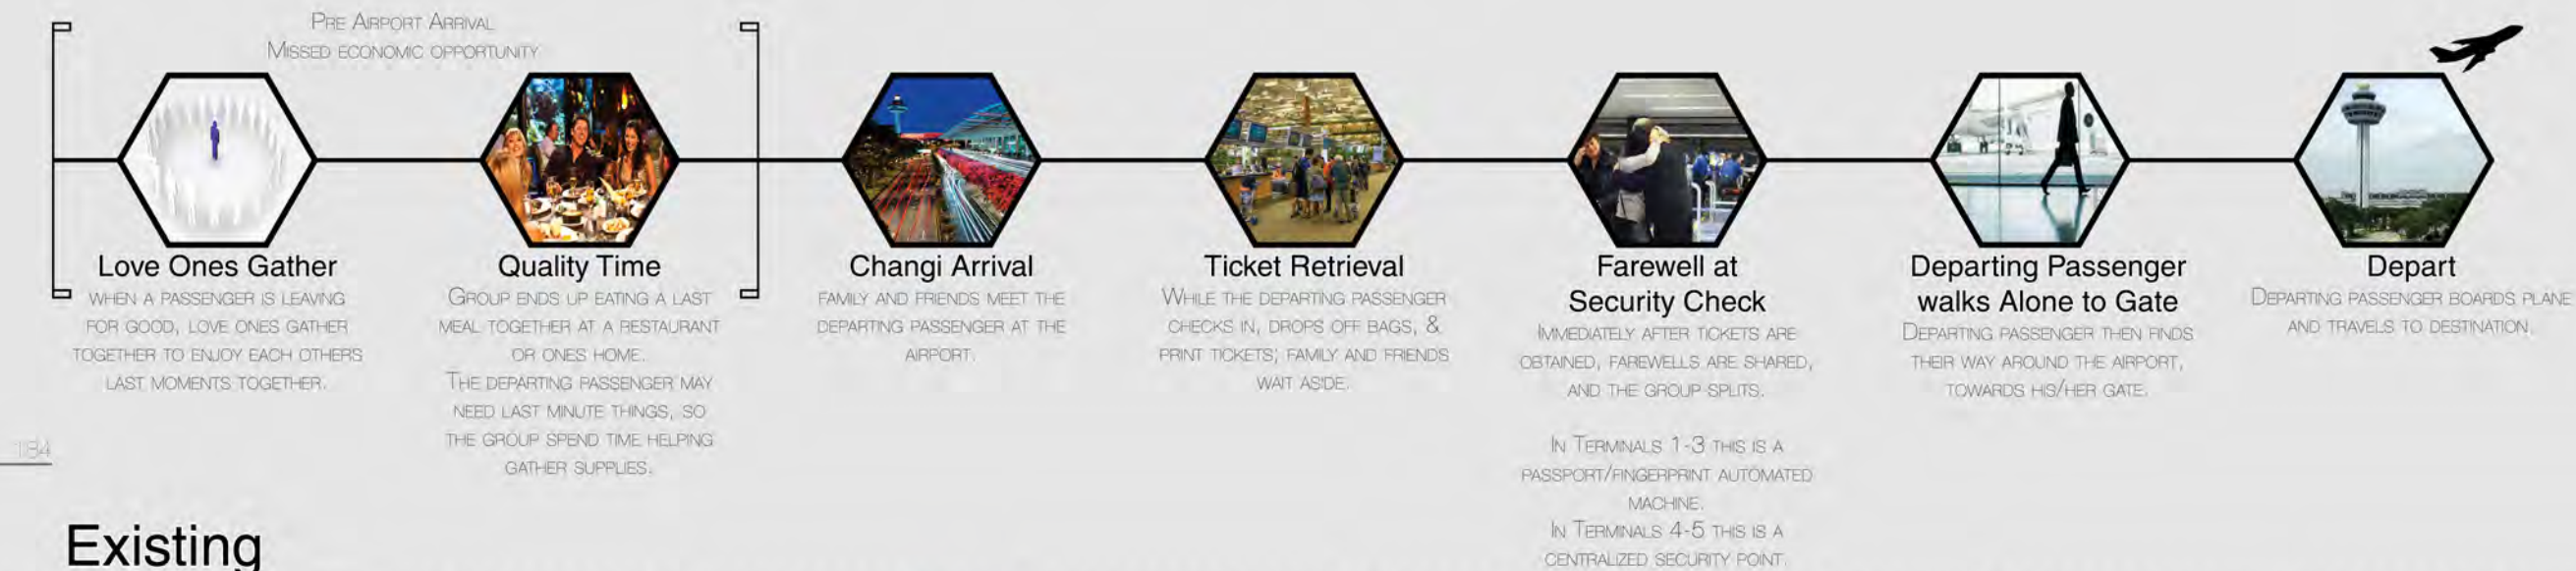 PRE AIRPORT ARRIVAL
MISSED ECONOMIC OPPORTUNITY
Love Ones Gather
WHEN A PASSENGER IS LEAVING
FOR GOOD, LOVE ONES GATHER
TOGETHER TO ENJOY EACH OTHERS
LAST MOMENTS TOGETHER.
Quality Time
GROUP ENDS UP EATING A LAST
MEAL TOGETHER AT A RESTAURANT
OR ONES HOME.
THE DEPARTING PASSENGER MAY
NEED LAST MINUTE THINGS, SO
THE GROUP SPEND TIME HELPING
GATHER SUPPLIES.
Changi Arrival
FAMILY AND FRIENDS MEET THE
DEPARTING PASSENGER AT THE
AIRPORT.
Ticket Retrieval
WHILE THE DEPARTING PASSENGER
CHECKS IN, DROPS OFF BAGS, &
PRINT TICKETS; FAMILY AND FRIENDS
WAIT ASIDE.
Farewell at
Security Check
IMMEDIATELY AFTER TICKETS ARE
OBTAINED, FAREWELLS ARE SHARED,
AND THE GROUP SPLITS.
IN TERMINALS 1-3 THIS IS A
PASSPORT/FINGERPRINT AUTOMATED
MACHINE.
IN TERMINALS 4-5 THIS IS A
CENTRALIZED SECURITY POINT.
Departing Passenger
walks Alone to Gate
DEPARTING PASSENGER THEN FINDS
THEIR WAY AROUND THE AIRPORT,
TOWARDS HIS/HER GATE.
Depart
DEPARTING PASSENGER BOARDS PLANE
AND TRAVELS TO DESTINATION.
184
Existing